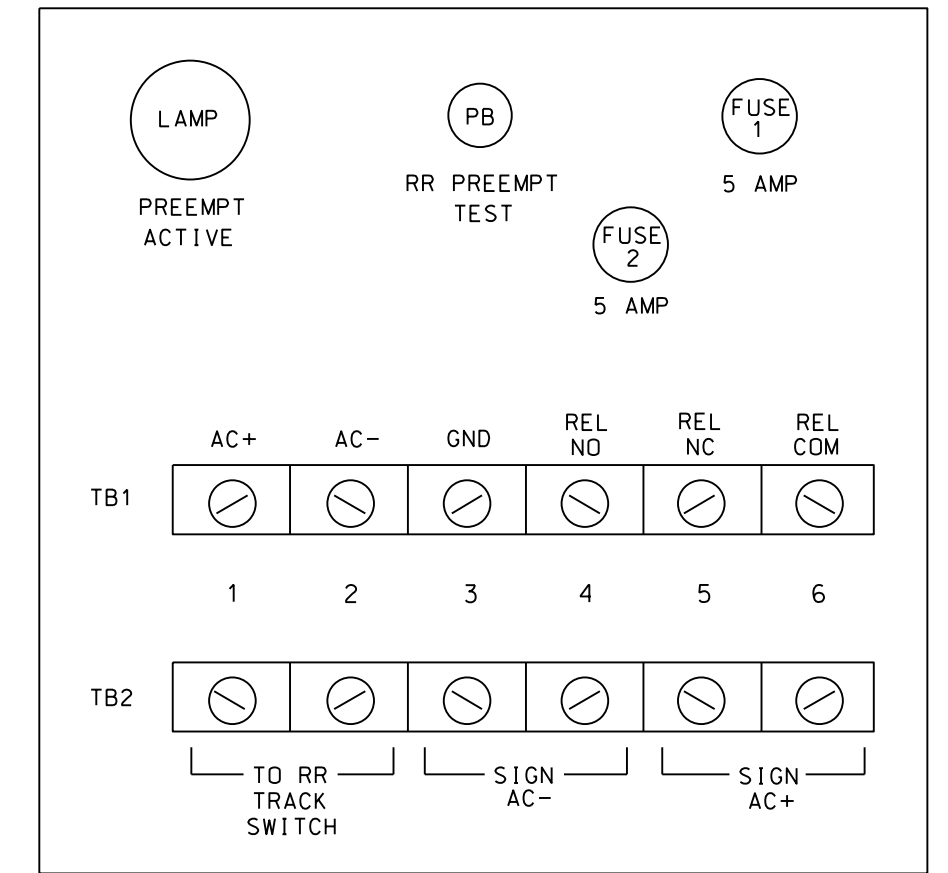 LAMP
PREEMPT
ACTIVE
PB
RR PREEMPT
TEST
FUSE
1
5 AMP
FUSE
2
5 AMP
AC+ AC- GND REL NO REL NC REL COM
TB1
1 2 3 4 5 6
TB2
TO RR
TRACK
SWITCH
SIGN
AC-
SIGN
AC+